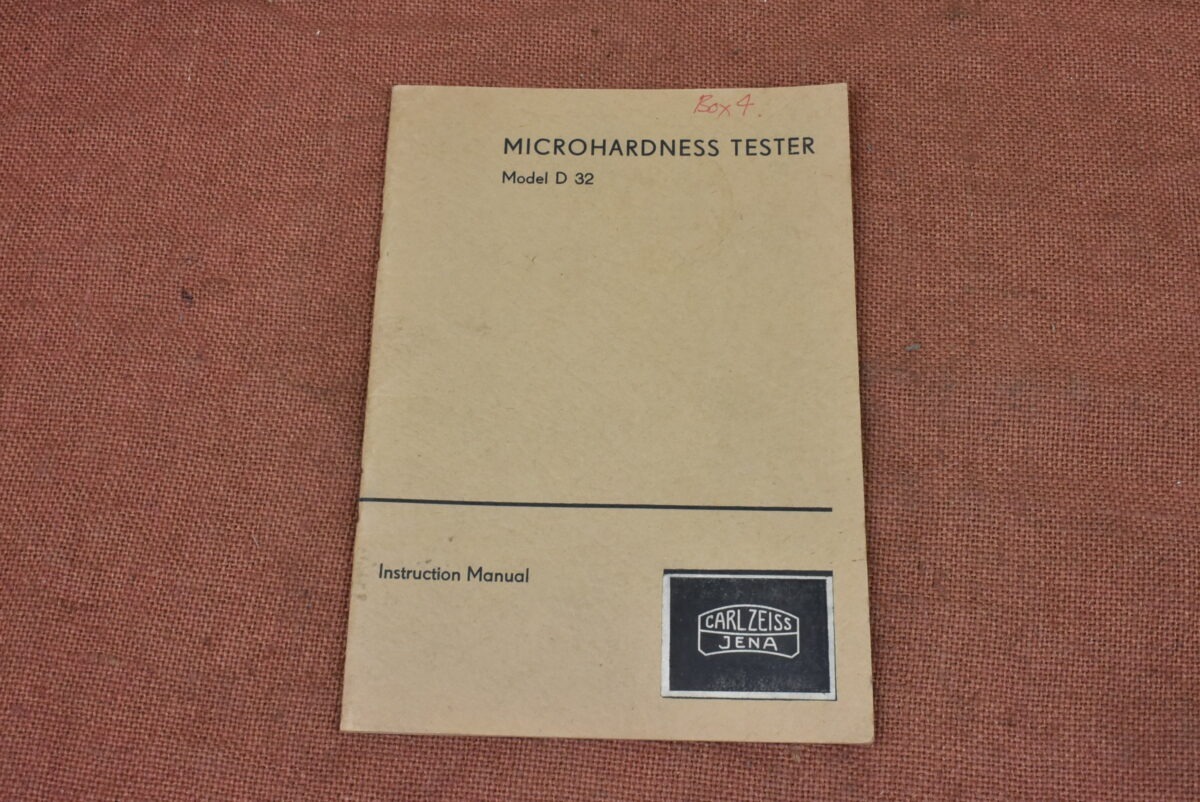 Box 4.
MICROHARDNESS TESTER
Model D 32
Instruction Manual
CARL ZEISS
JENA